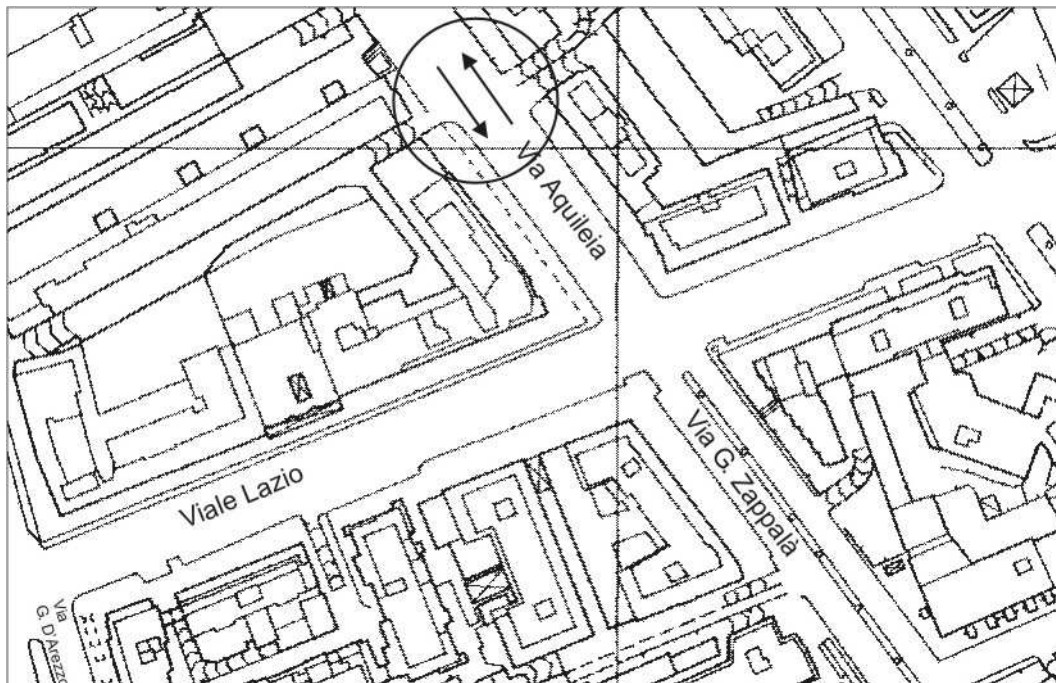 Via Aquileia
Viale Lazio
Via G. Zappalà
Via
G. D'Arezzo